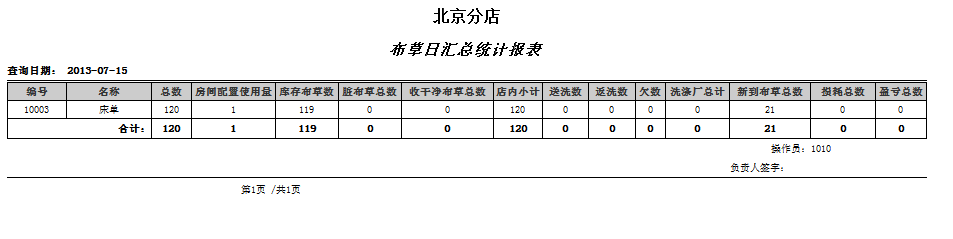 北京分店
布草日汇总统计报表
查询日期： 2013-07-15
编号 名称 总数 房间配置使用量 库存布草总数 脏布草总数 收干净布草总数 店内小计 送洗数 返洗数 欠数 洗涤厂总计 新到布草总数 损耗总数 盈亏总数
10003 床单 120 1 119 0 0 120 0 0 0 0 21 0 0
合计： 120 1 119 0 0 120 0 0 0 0 21 0 0
操作员：1010
负责人签字：
第1页 /共1页